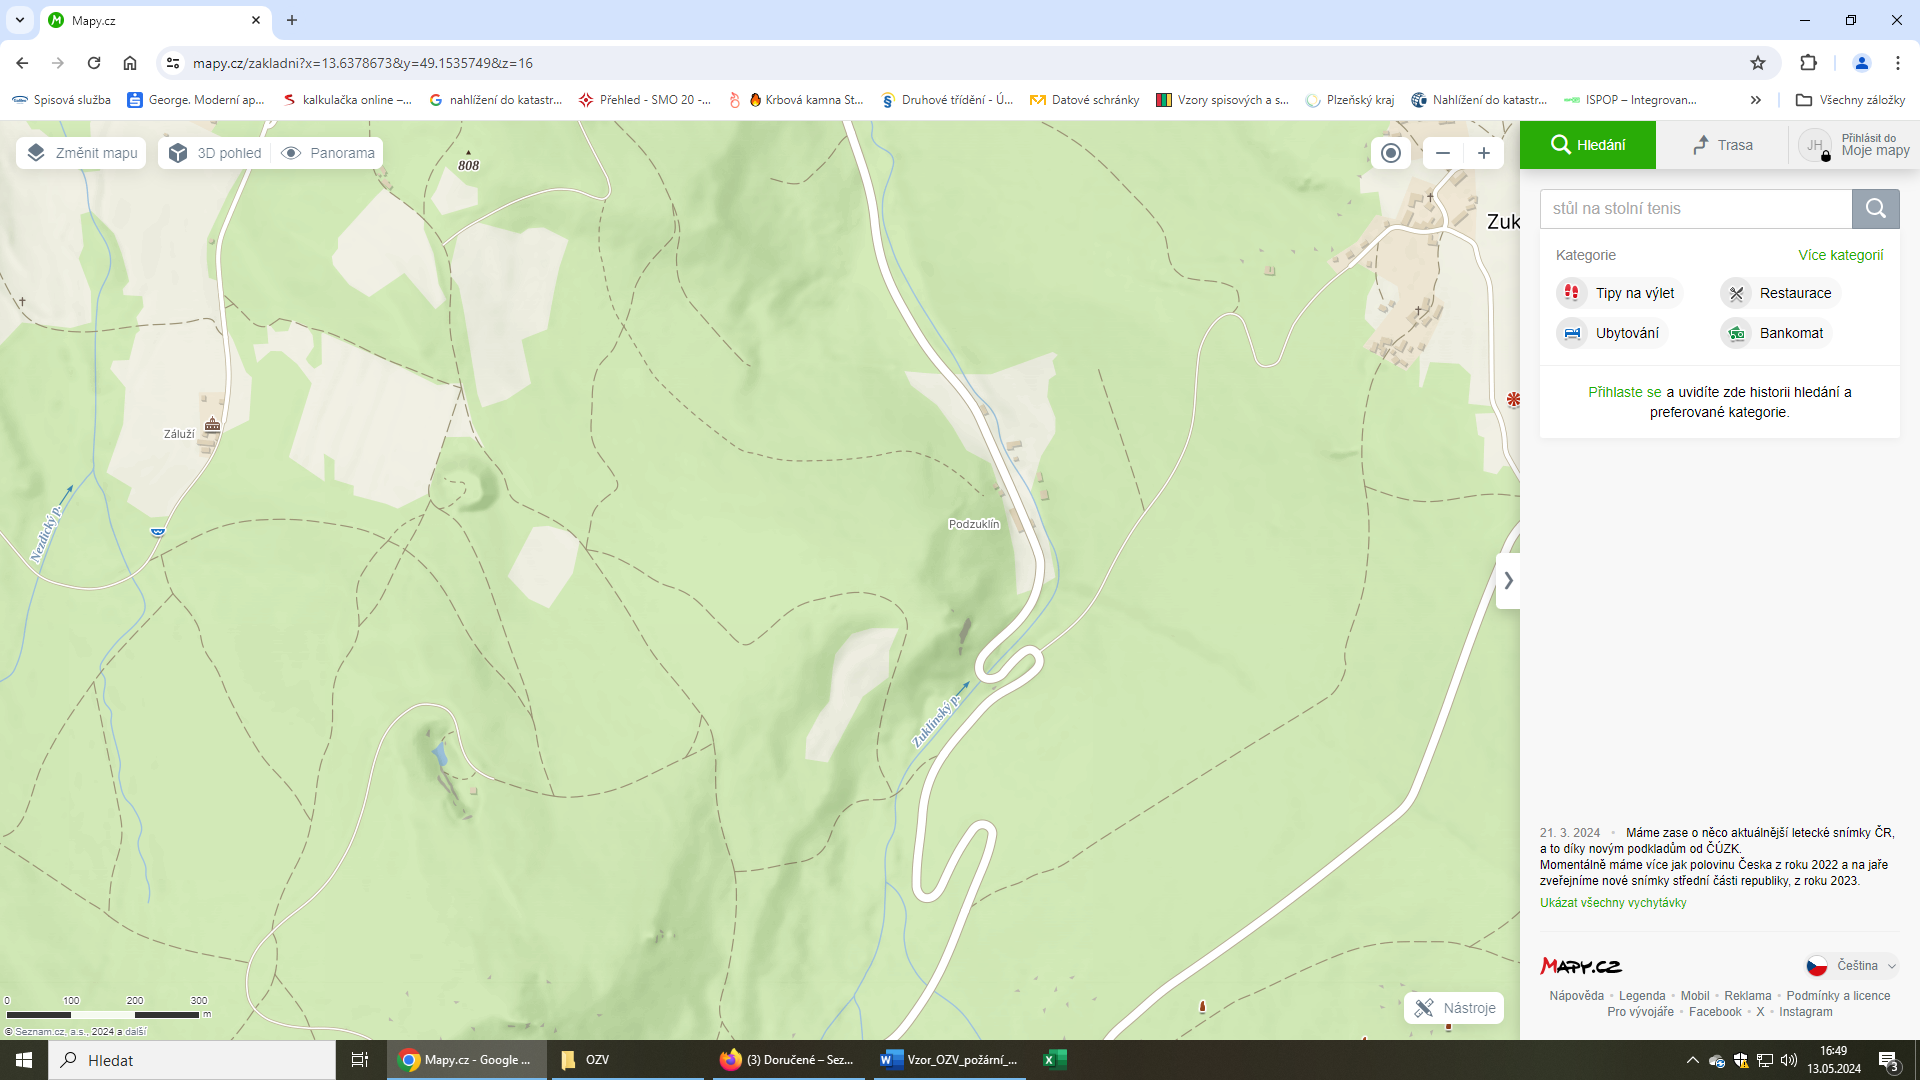 Mapy.cz
mapy.cz/zakladni?x=13.6378673&y=49.1535749&z=16
Spisová služba
George. Moderní ap...
kalkulačka online –...
nahlížení do katastr...
Přehled - SMO 20 -...
Krbová kamna St...
Druhové třídění - Ú...
Datové schránky
Vzory spisových a s...
Plzeňský kraj
Nahlížení do katastr...
ISPOP – Integrovan...
Všechny záložky
Změnit mapu
3D pohled
Panorama
808
Zuk
Záluží
Nezdický p.
Podzuklín
Zuklínský p.
0 100 200 300
m
© Seznam.cz, a.s., 2024 a další
Nástroje
Hledání
Trasa
JH
Přihlásit do
Moje mapy
stůl na stolní tenis
Kategorie
Více kategorií
Tipy na výlet
Restaurace
Ubytování
Bankomat
Přihlaste se a uvidíte zde historii hledání a
preferované kategorie.
21. 3. 2024 • Máme zase o něco aktuálnější letecké snímky ČR,
a to díky novým podkladům od ČÚZK.
Momentálně máme více jak polovinu Česka z roku 2022 a na jaře
zveřejníme nové snímky střední části republiky, z roku 2023.
Ukázat všechny vychytávky
MAPY.CZ
Čeština
Nápověda • Legenda • Mobil • Reklama • Podmínky a licence
Pro vývojáře • Facebook • X • Instagram
Hledat
Mapy.cz - Google ...
OZV
(3) Doručené – Sez...
Vzor_OZV_požární_...
16:49
13.05.2024
3